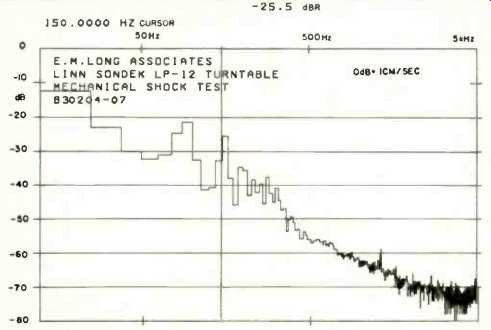 -25.5 dBR
150.0000 HZ CURSOR
50Hz 500Hz 5kHz
0
E.M.LONG ASSOCIATES
LINN SONDEK LP-12 TURNTABLE
0dB=1CM/SEC
-10
MECHANICAL SHOCK TEST
dB
B30204-07
-20
-30
-40
-50
-60
-70
-80